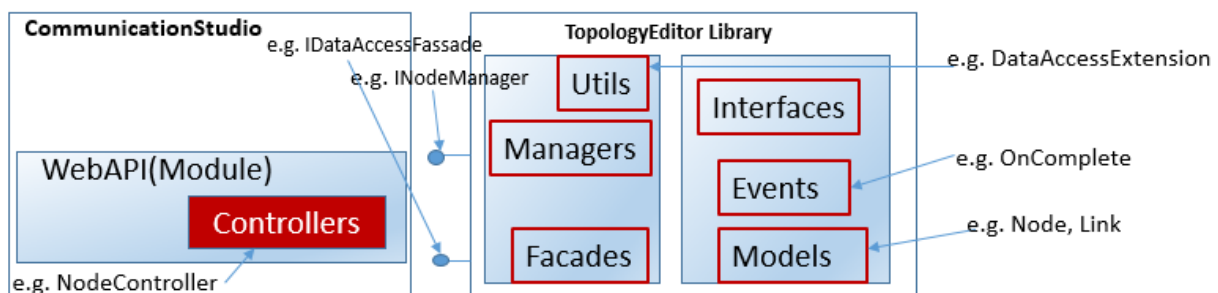 CommunicationStudio
TopologyEditor Library
e.g. IDataAccessFassade
e.g. INodeManager
Utils
e.g. DataAccessExtension
Interfaces
Managers
WebAPI(Module)
e.g. OnComplete
Events
Controllers
e.g. Node, Link
Facades
Models
e.g. NodeController